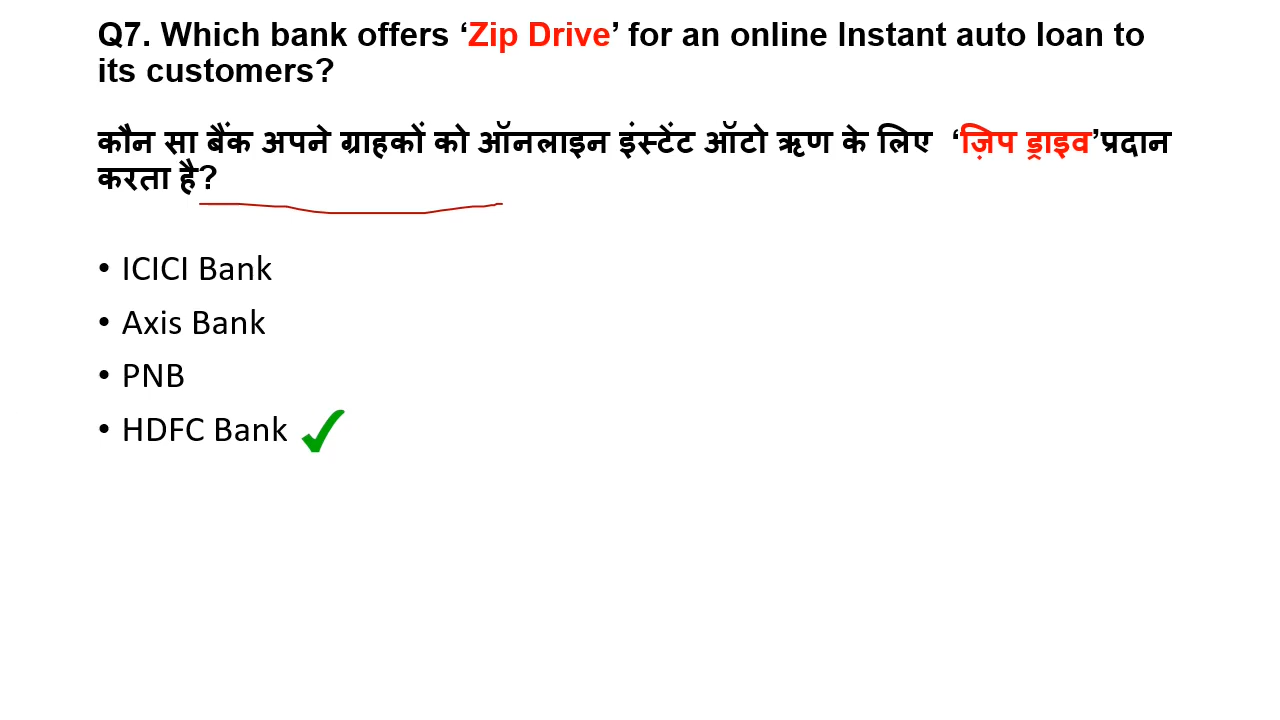 Q7. Which bank offers ‘Zip Drive’ for an online Instant auto loan to
its customers?
कौन सा बैंक अपने ग्राहकों को ऑनलाइन इंस्टेंट ऑटो ऋण के लिए ‘ज़िप ड्राइव’प्रदान
करता है?
• ICICI Bank
• Axis Bank
• PNB
• HDFC Bank